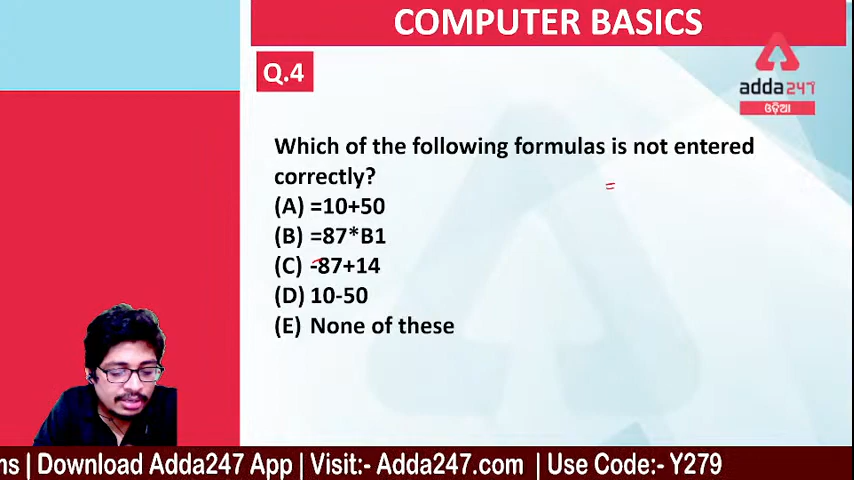 COMPUTER BASICS
Q.4
adda247
ଓଡ଼ିଆ
Which of the following formulas is not entered
correctly?
=
(A) =10+50
(B) =87*B1
(C) -87+14
(D) 10-50
(E) None of these
ns | Download Adda247 App | Visit:- Adda247.com | Use Code:- Y279